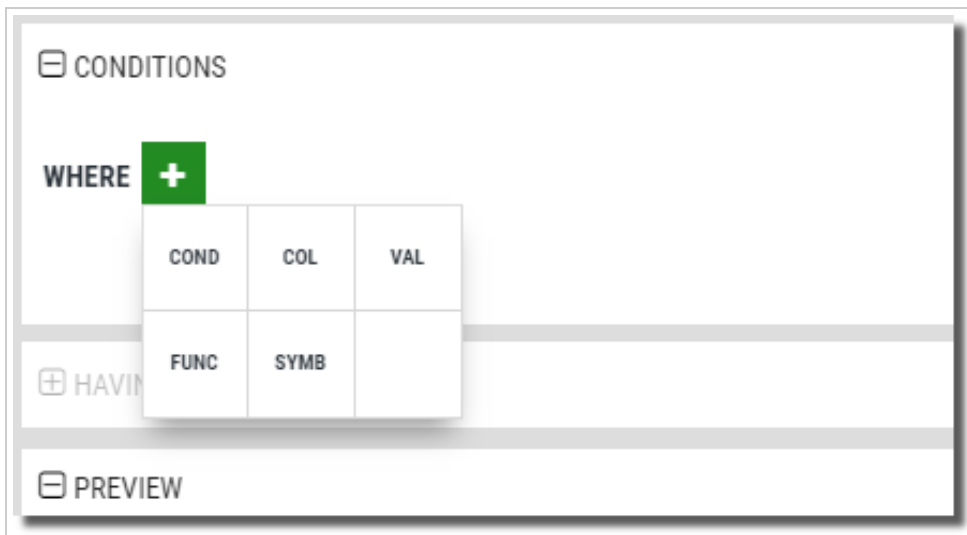 CONDITIONS
WHERE
COND COL VAL
FUNC SYMB
PREVIEW